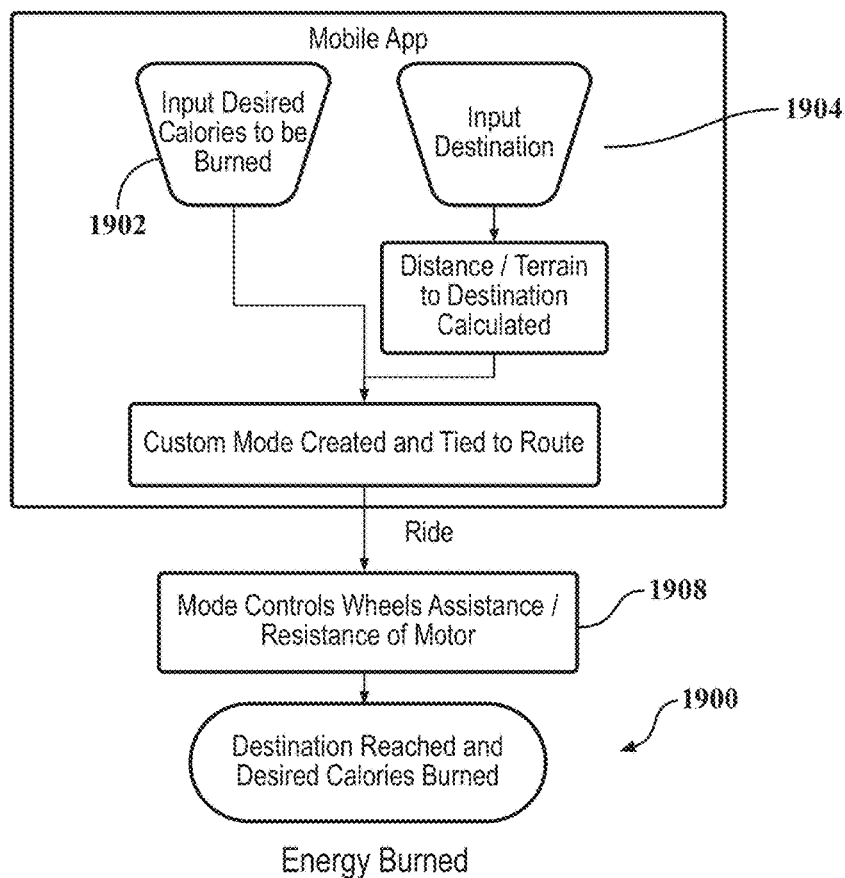 Mobile App
Input Desired
Calories to be
Burned
Input
Destination
1904
1902
Distance / Terrain
to Destination
Calculated
Custom Mode Created and Tied to Route
Ride
Mode Controls Wheels Assistance /
Resistance of Motor
1908
1900
Destination Reached and
Desired Calories Burned
Energy Burned